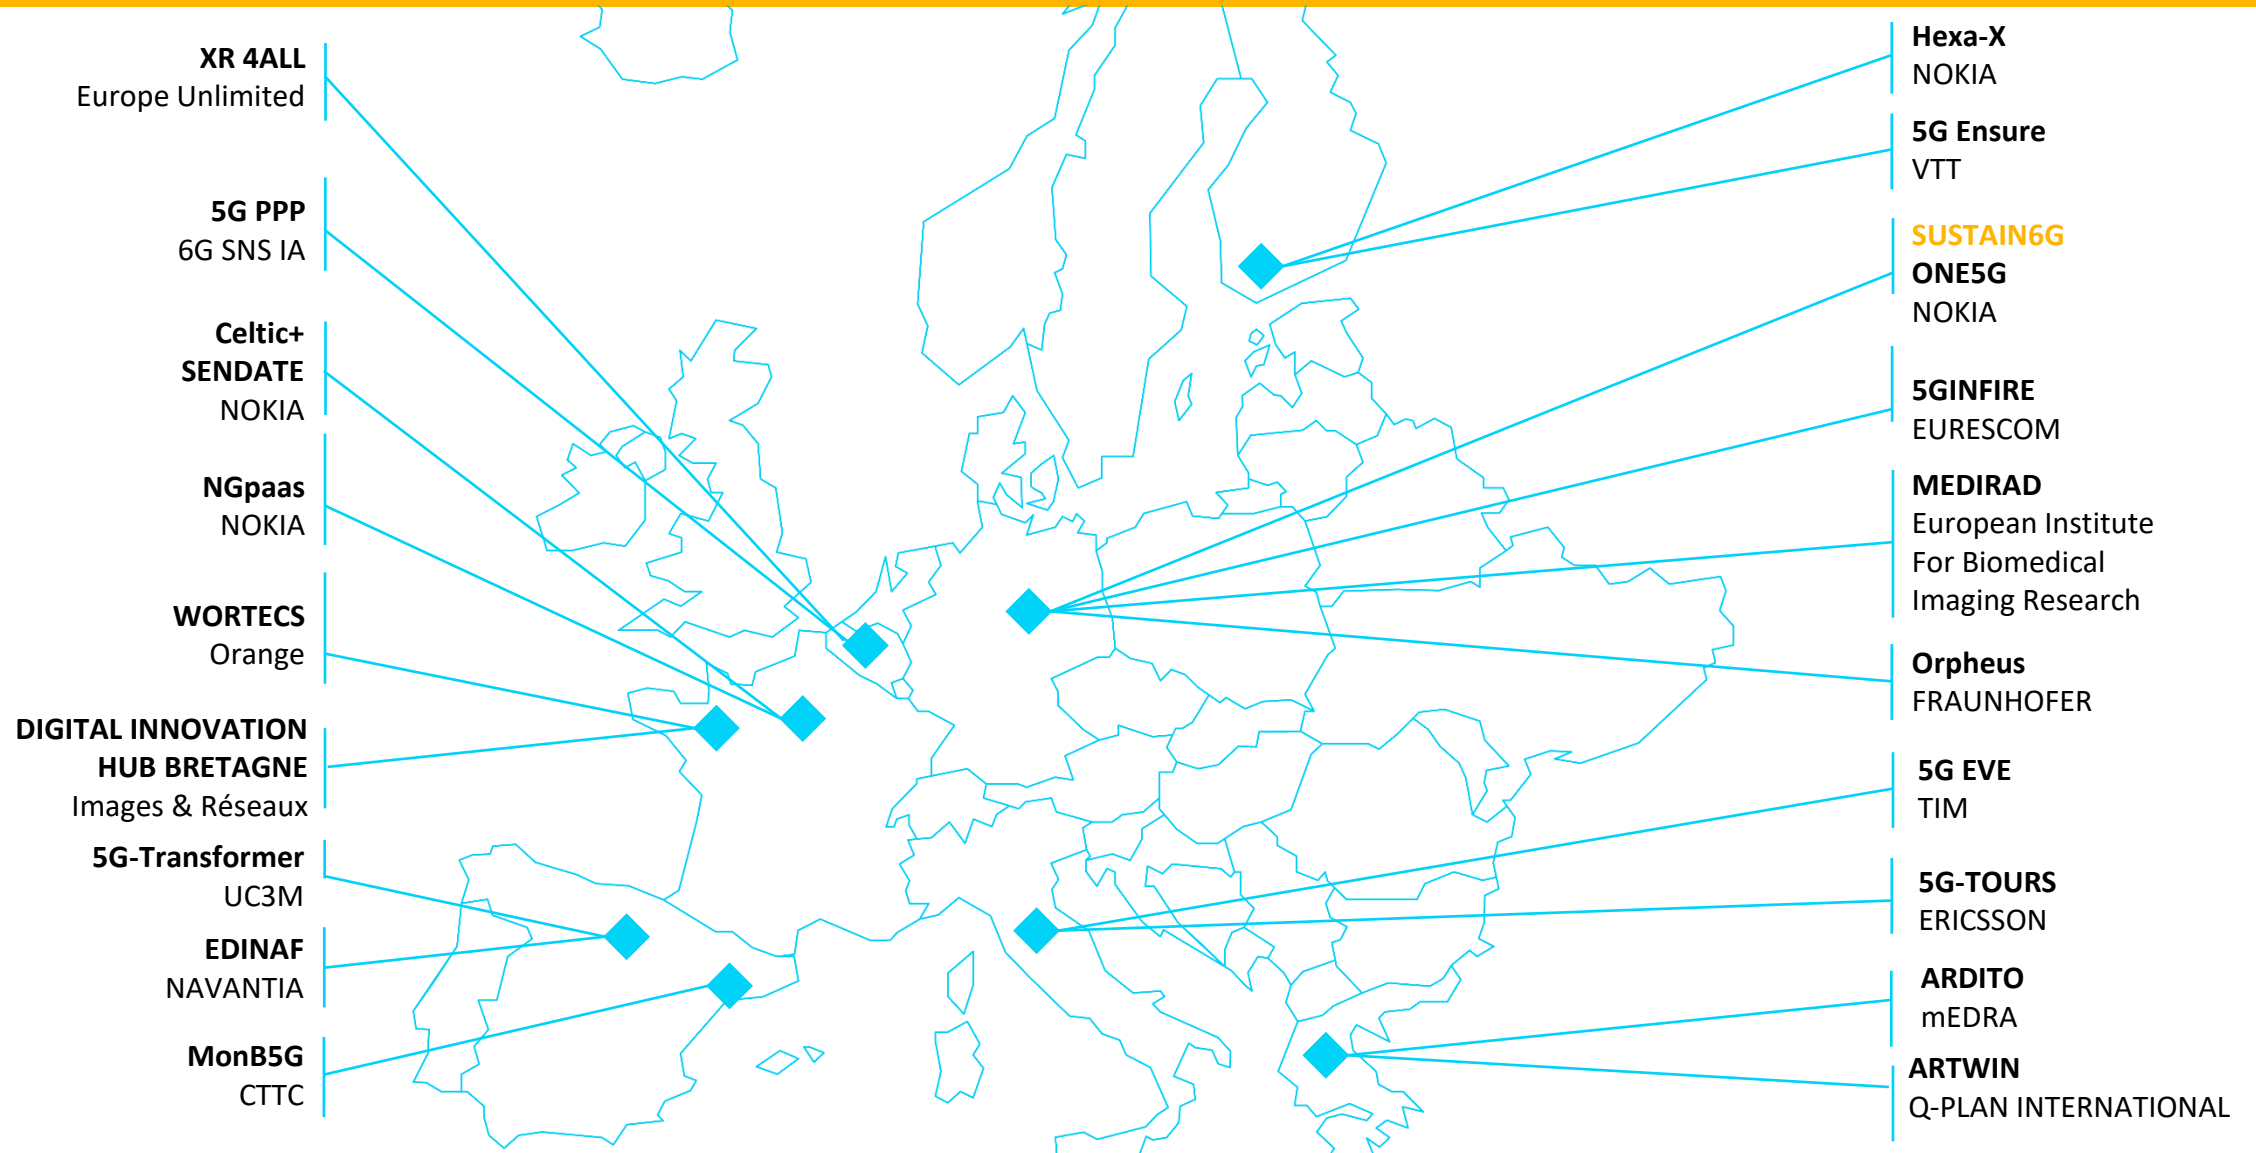 XR 4ALL
Europe Unlimited
5G PPP
6G SNS IA
Celtic+
SENDATE
NOKIA
NGpaas
NOKIA
WORTECS
Orange
DIGITAL INNOVATION
HUB BRETAGNE
Images & Réseaux
5G-Transformer
UC3M
EDINAF
NAVANTIA
MonB5G
CTTC
Hexa-X
NOKIA
5G Ensure
VTT
SUSTAIN6G
ONE5G
NOKIA
5GINFIRE
EURESCOM
MEDIRAD
European Institute
For Biomedical
Imaging Research
Orpheus
FRAUNHOFER
5G EVE
TIM
5G-TOURS
ERICSSON
ARDITO
mEDRA
ARTWIN
Q-PLAN INTERNATIONAL